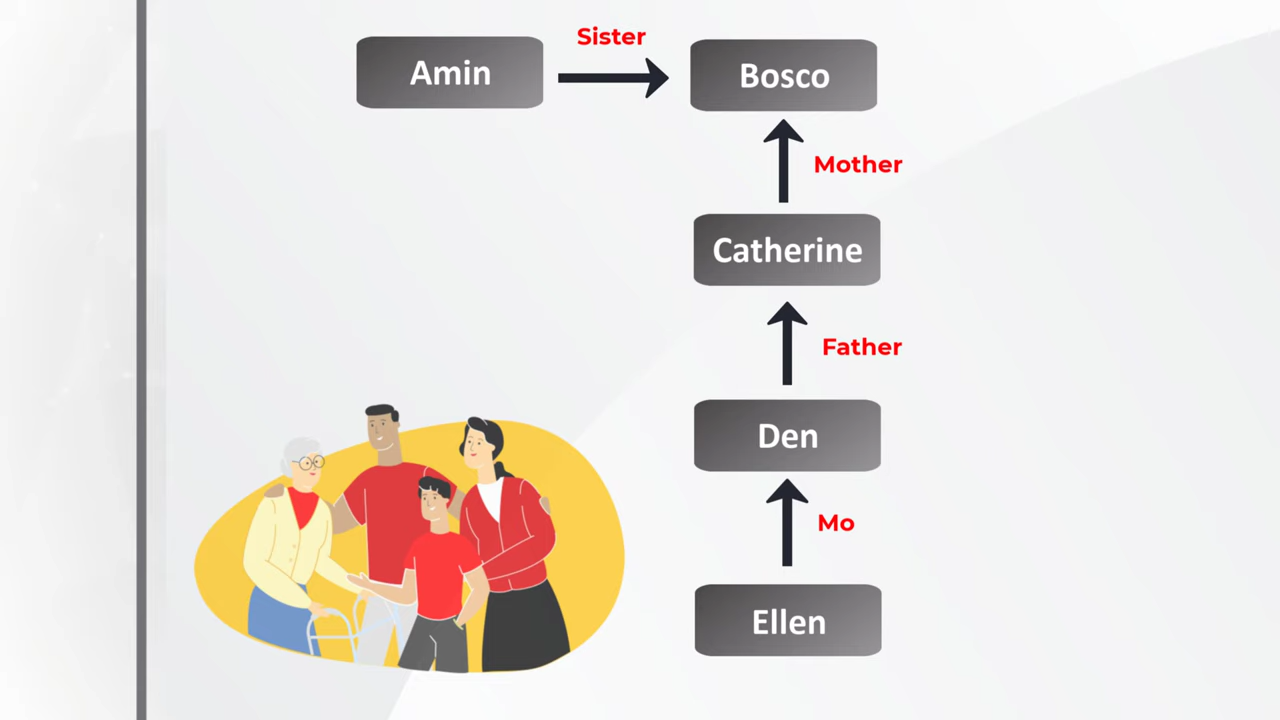 Sister
Amin
Bosco
Mother
Catherine
Father
Den
Mo
Ellen